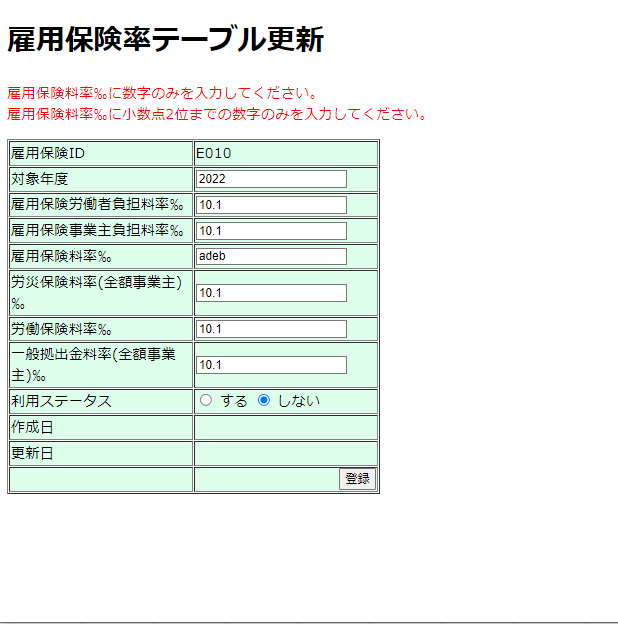 雇用保険率テーブル更新
雇用保険料率‰に数字のみを入力してください。
雇用保険料率‰に小数点2位までの数字のみを入力してください。
雇用保険ID E010
対象年度 2022
雇用保険労働者負担料率‰ 10.1
雇用保険事業主負担料率‰ 10.1
雇用保険料率‰ adeb
労災保険料率(全額事業主)
‰ 10.1
労働保険料率‰ 10.1
一般拠出金料率(全額事業
主)‰ 10.1
利用ステータス する しない
作成日
更新日
登録